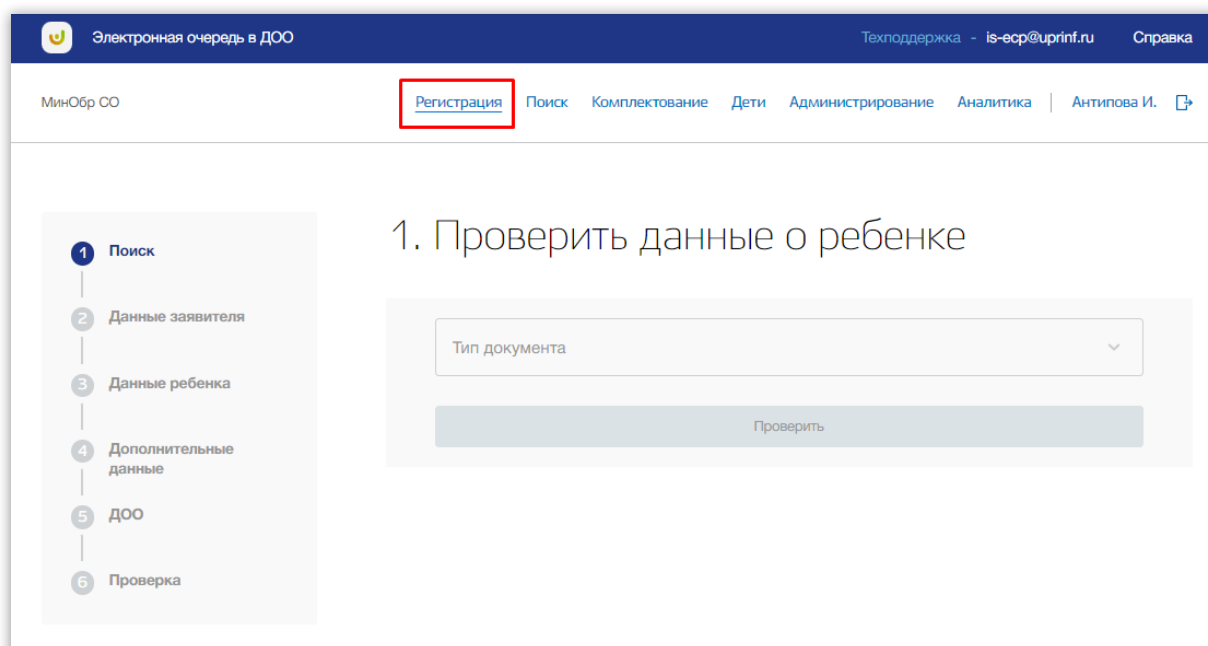 Электронная очередь в ДОО
Техподдержка - is-ecp@uprinf.ru Справка
МинОбр СО
Регистрация Поиск Комплектование Дети Администрирование Аналитика | Антипова И.
1. Проверить данные о ребенке
1 Поиск
2 Данные заявителя
3 Данные ребенка
4 Дополнительные
данные
5 ДОО
6 Проверка
Тип документа
Проверить